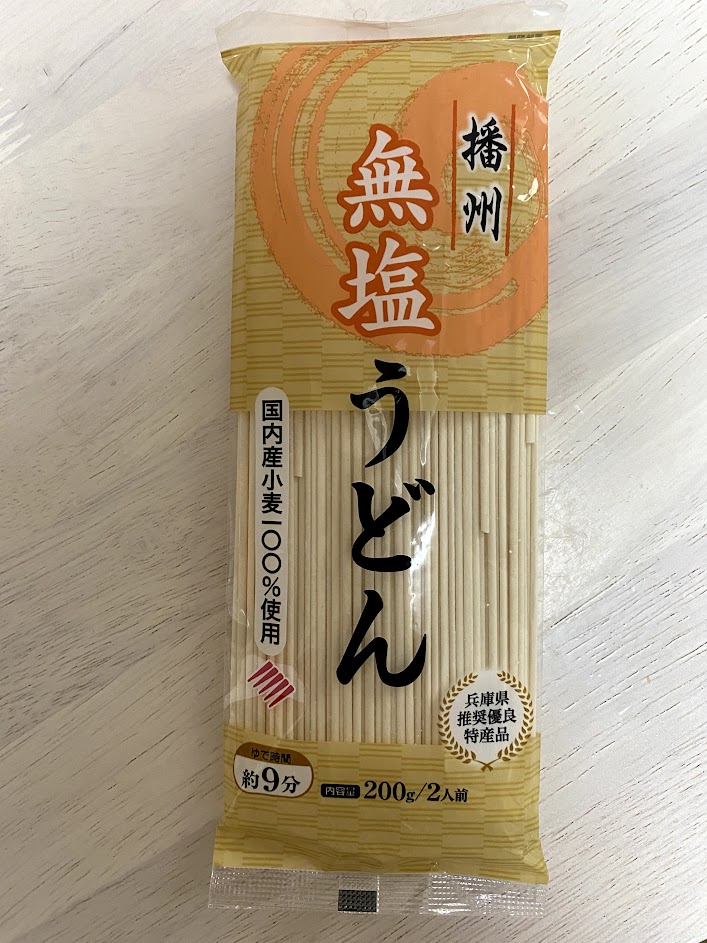 播州
無塩
うどん
国内産小麦一〇〇%使用
兵庫県
推奨優良
特産品
ゆで時間
約9分
内容量 200g/2人前